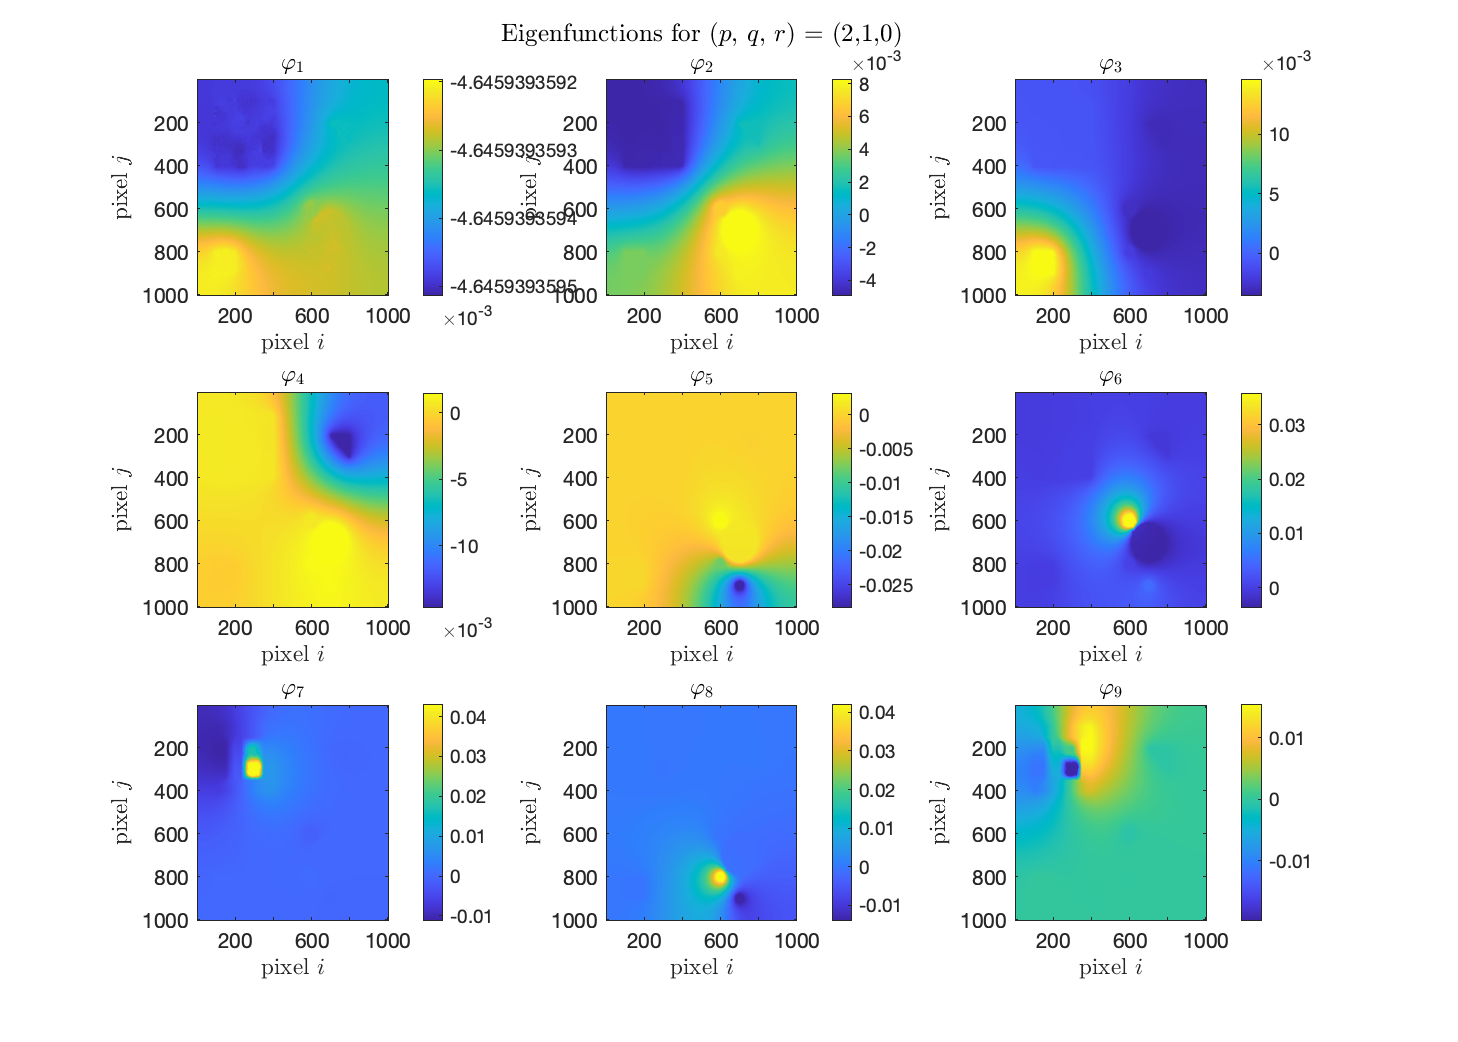 Eigenfunctions for (p, q, r) = (2,1,0)
φ1
200
400
600
800
1000
200 600 1000
pixel i
pixel j
-4.6459393592
-4.6459393593
-4.6459393594
-4.6459393595
×10-3
φ2
200
400
600
800
1000
200 600 1000
pixel i
pixel j
×10-3
8
6
4
2
0
-2
-4
φ3
200
400
600
800
1000
200 600 1000
pixel i
pixel j
×10-3
10
5
0
φ4
200
400
600
800
1000
200 600 1000
pixel i
pixel j
0
-5
-10
×10-3
φ5
200
400
600
800
1000
200 600 1000
pixel i
pixel j
0
-0.005
-0.01
-0.015
-0.02
-0.025
φ6
200
400
600
800
1000
200 600 1000
pixel i
pixel j
0.03
0.02
0.01
0
φ7
200
400
600
800
1000
200 600 1000
pixel i
pixel j
0.04
0.03
0.02
0.01
0
-0.01
φ8
200
400
600
800
1000
200 600 1000
pixel i
pixel j
0.04
0.03
0.02
0.01
0
-0.01
φ9
200
400
600
800
1000
200 600 1000
pixel i
pixel j
0.01
0
-0.01